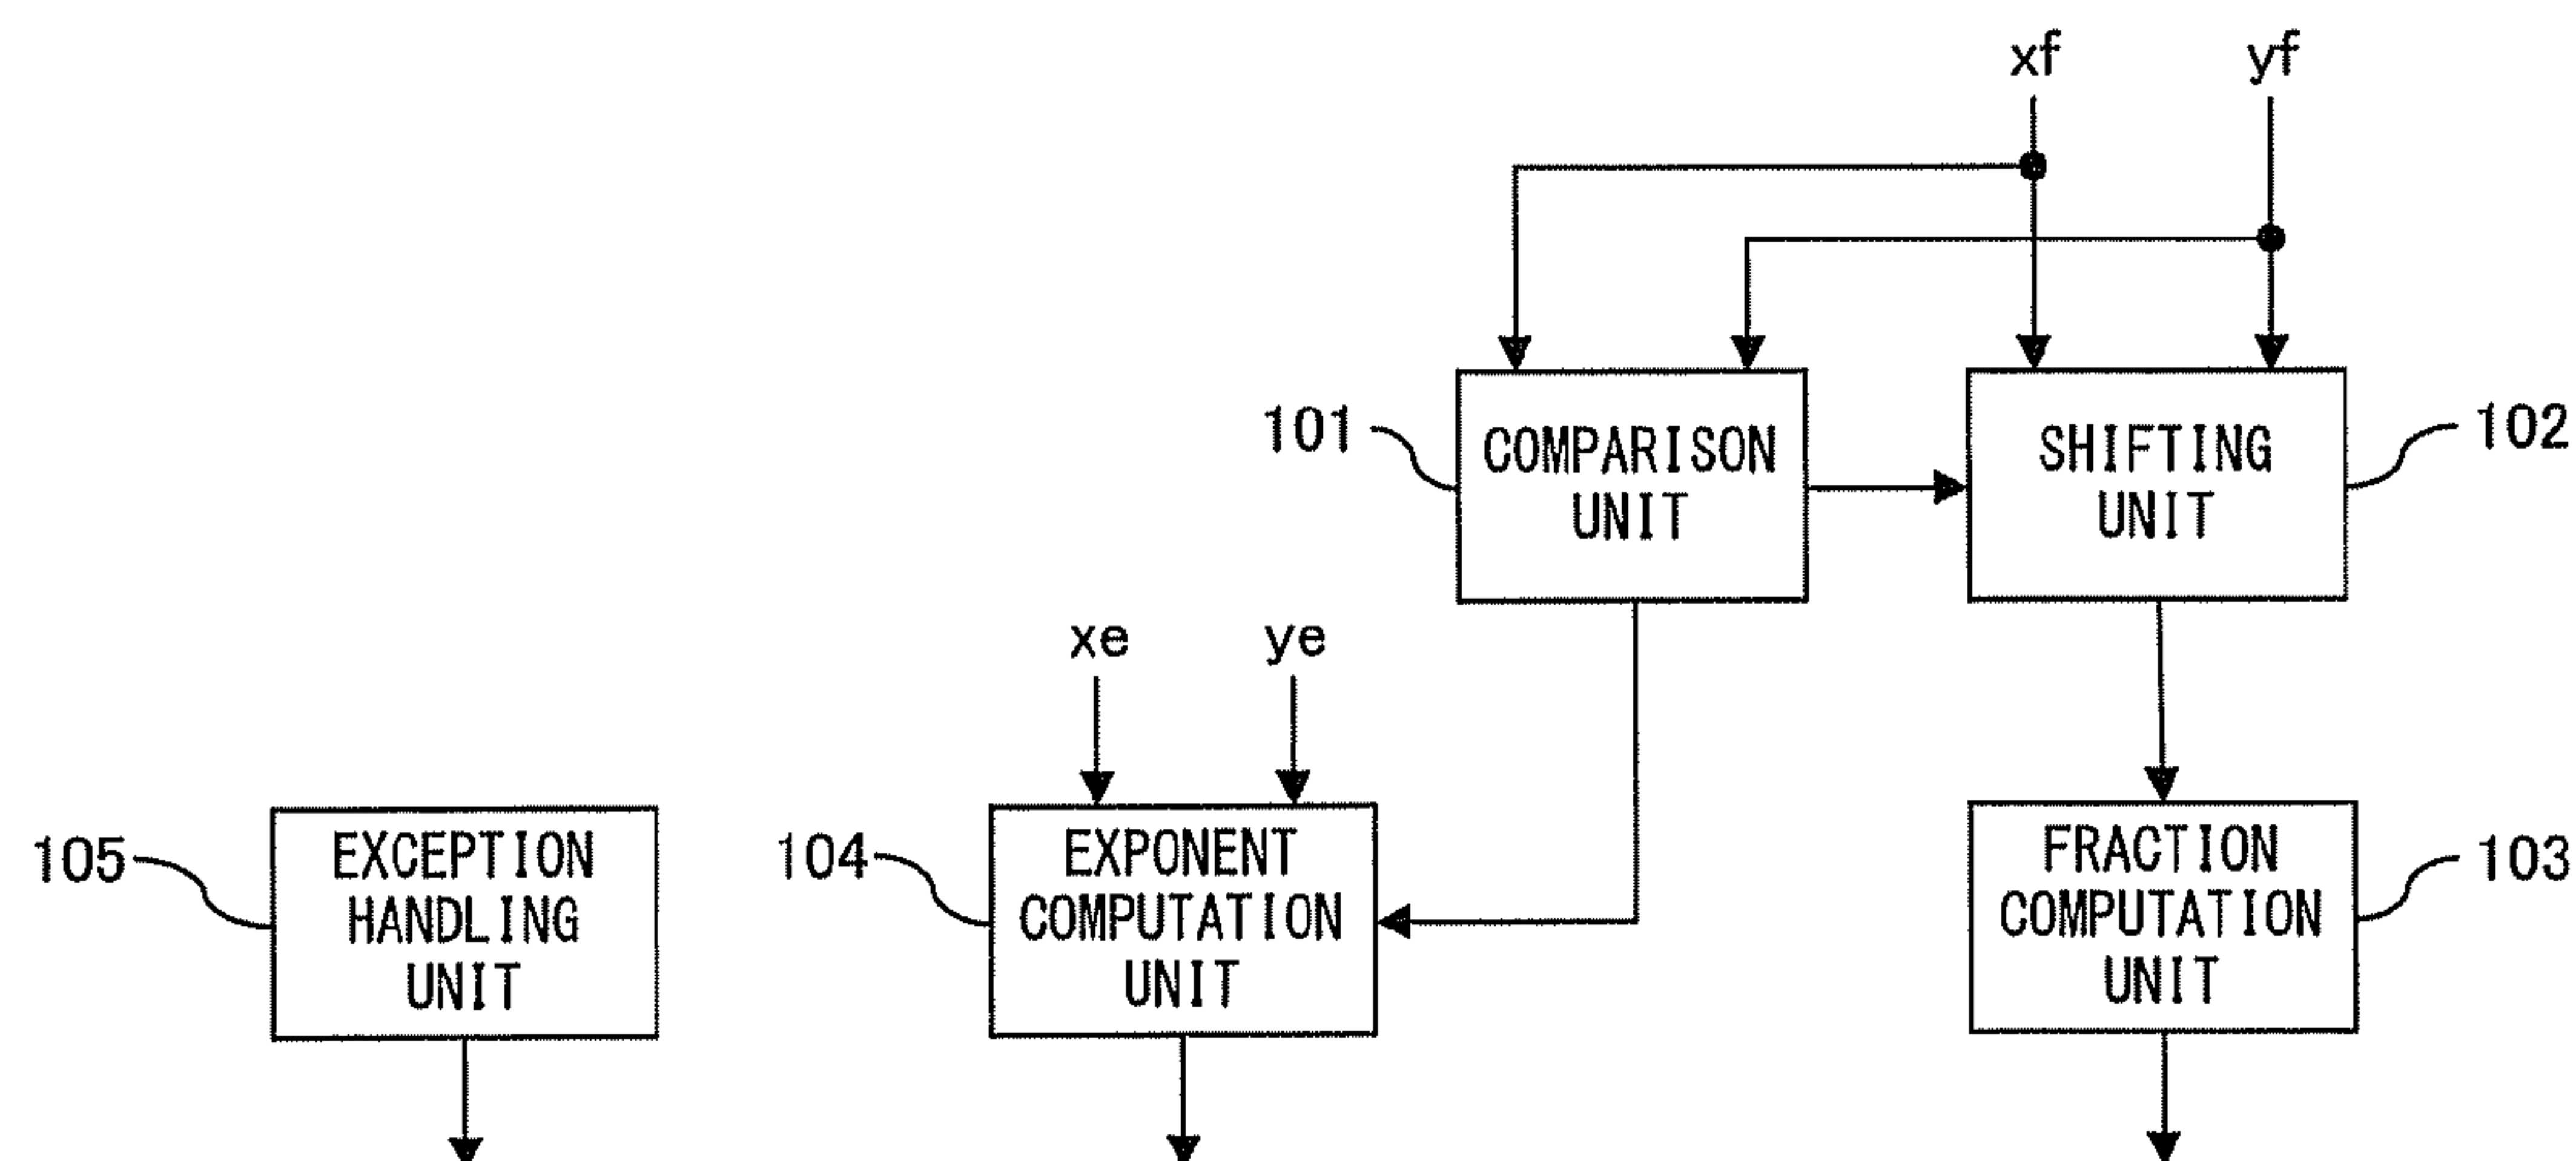 xf
yf
101
COMPARISON
UNIT
SHIFTING
UNIT
102
xe
ye
105
EXCEPTION
HANDLING
UNIT
104
EXPONENT
COMPUTATION
UNIT
FRACTION
COMPUTATION
UNIT
103